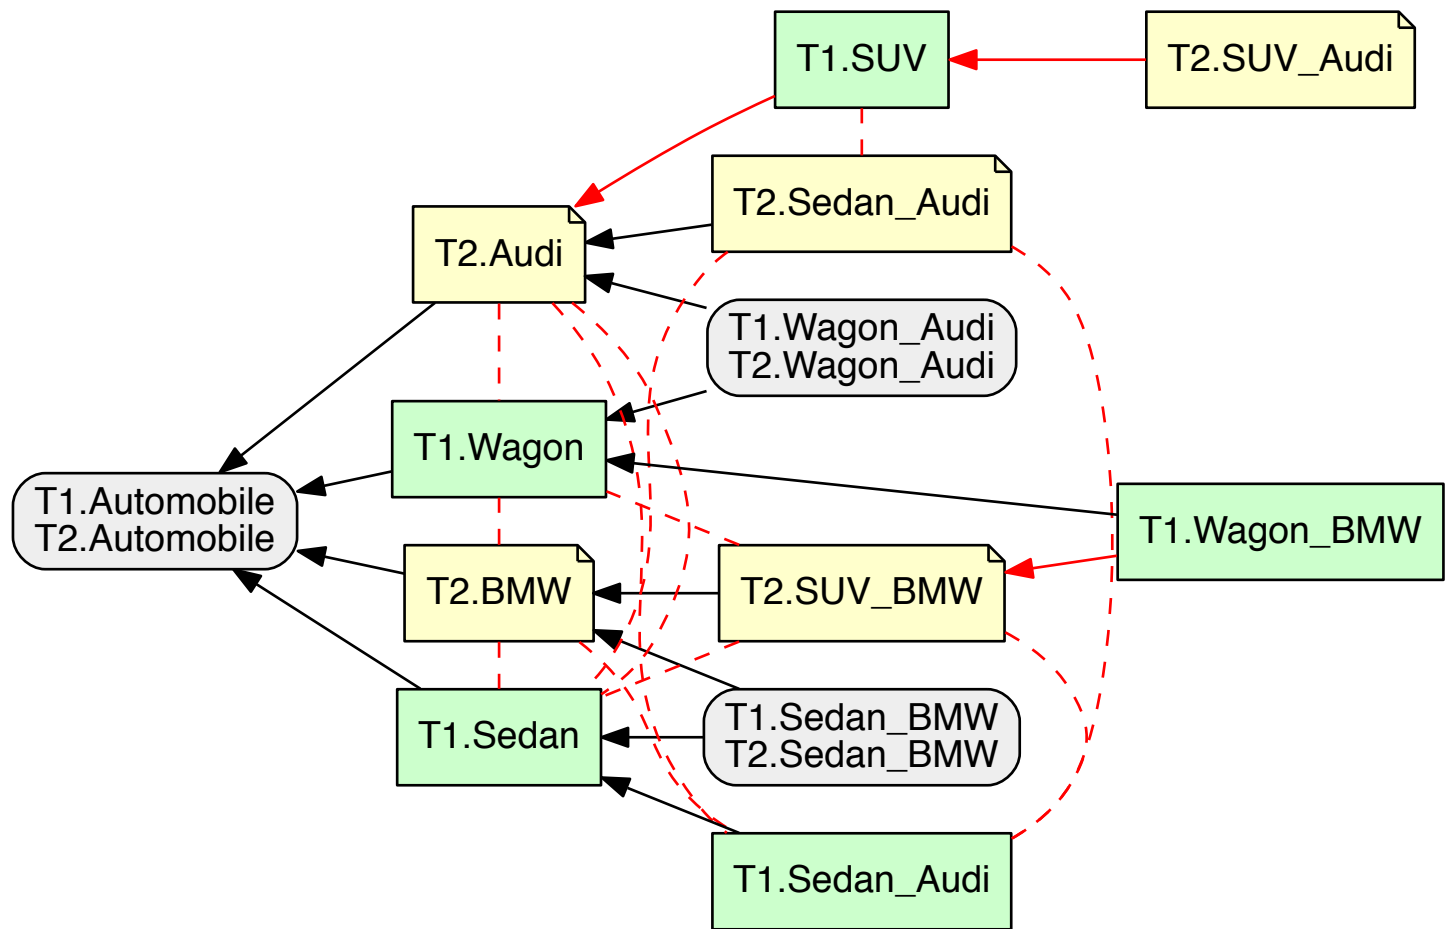 T1.SUV
T2.SUV_Audi
T2.Sedan_Audi
T2.Audi
T1.Wagon_Audi
T2.Wagon_Audi
T1.Wagon
T1.Automobile
T2.Automobile
T1.Wagon_BMW
T2.BMW
T2.SUV_BMW
T1.Sedan
T1.Sedan_BMW
T2.Sedan_BMW
T1.Sedan_Audi